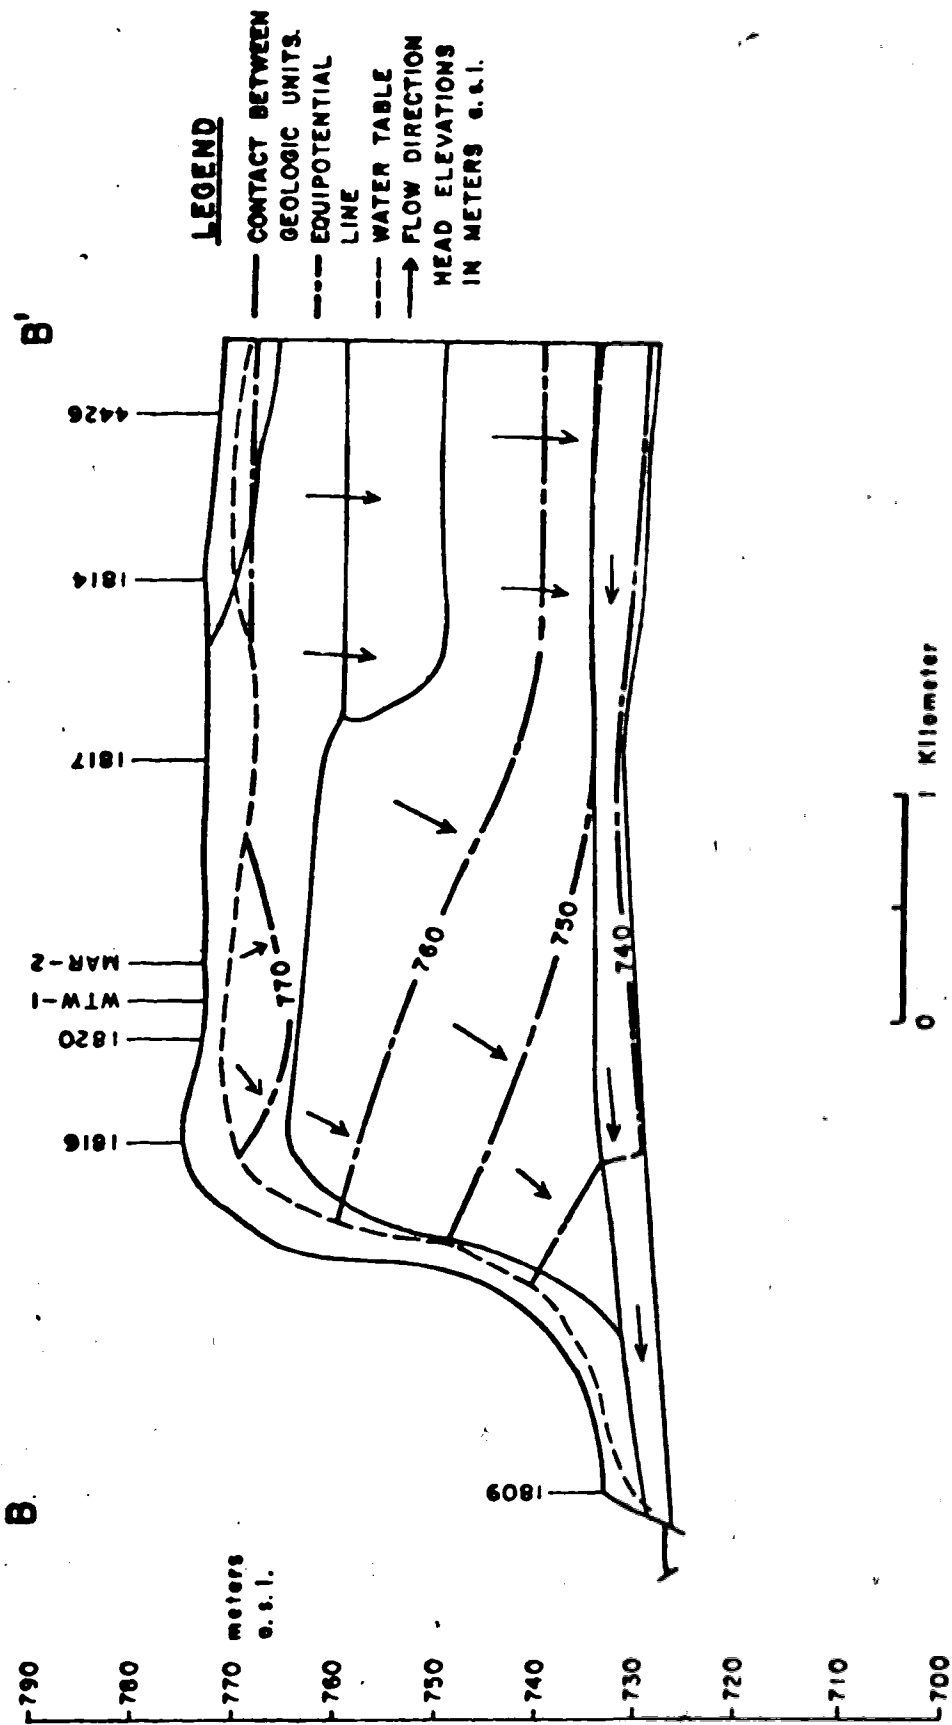 B
B'
1809
1816
1820
WTW-1
MAR-2
1817
1814
4426
LEGEND
CONTACT BETWEEN
GEOLOGIC UNITS.
EQUIPOTENTIAL
LINE
WATER TABLE
FLOW DIRECTION
HEAD ELEVATIONS
IN METERS a.s.l.
meters
a.s.l.
790
780
770
760
750
740
730
720
710
700
770
760
750
740
0
1 Kilometer